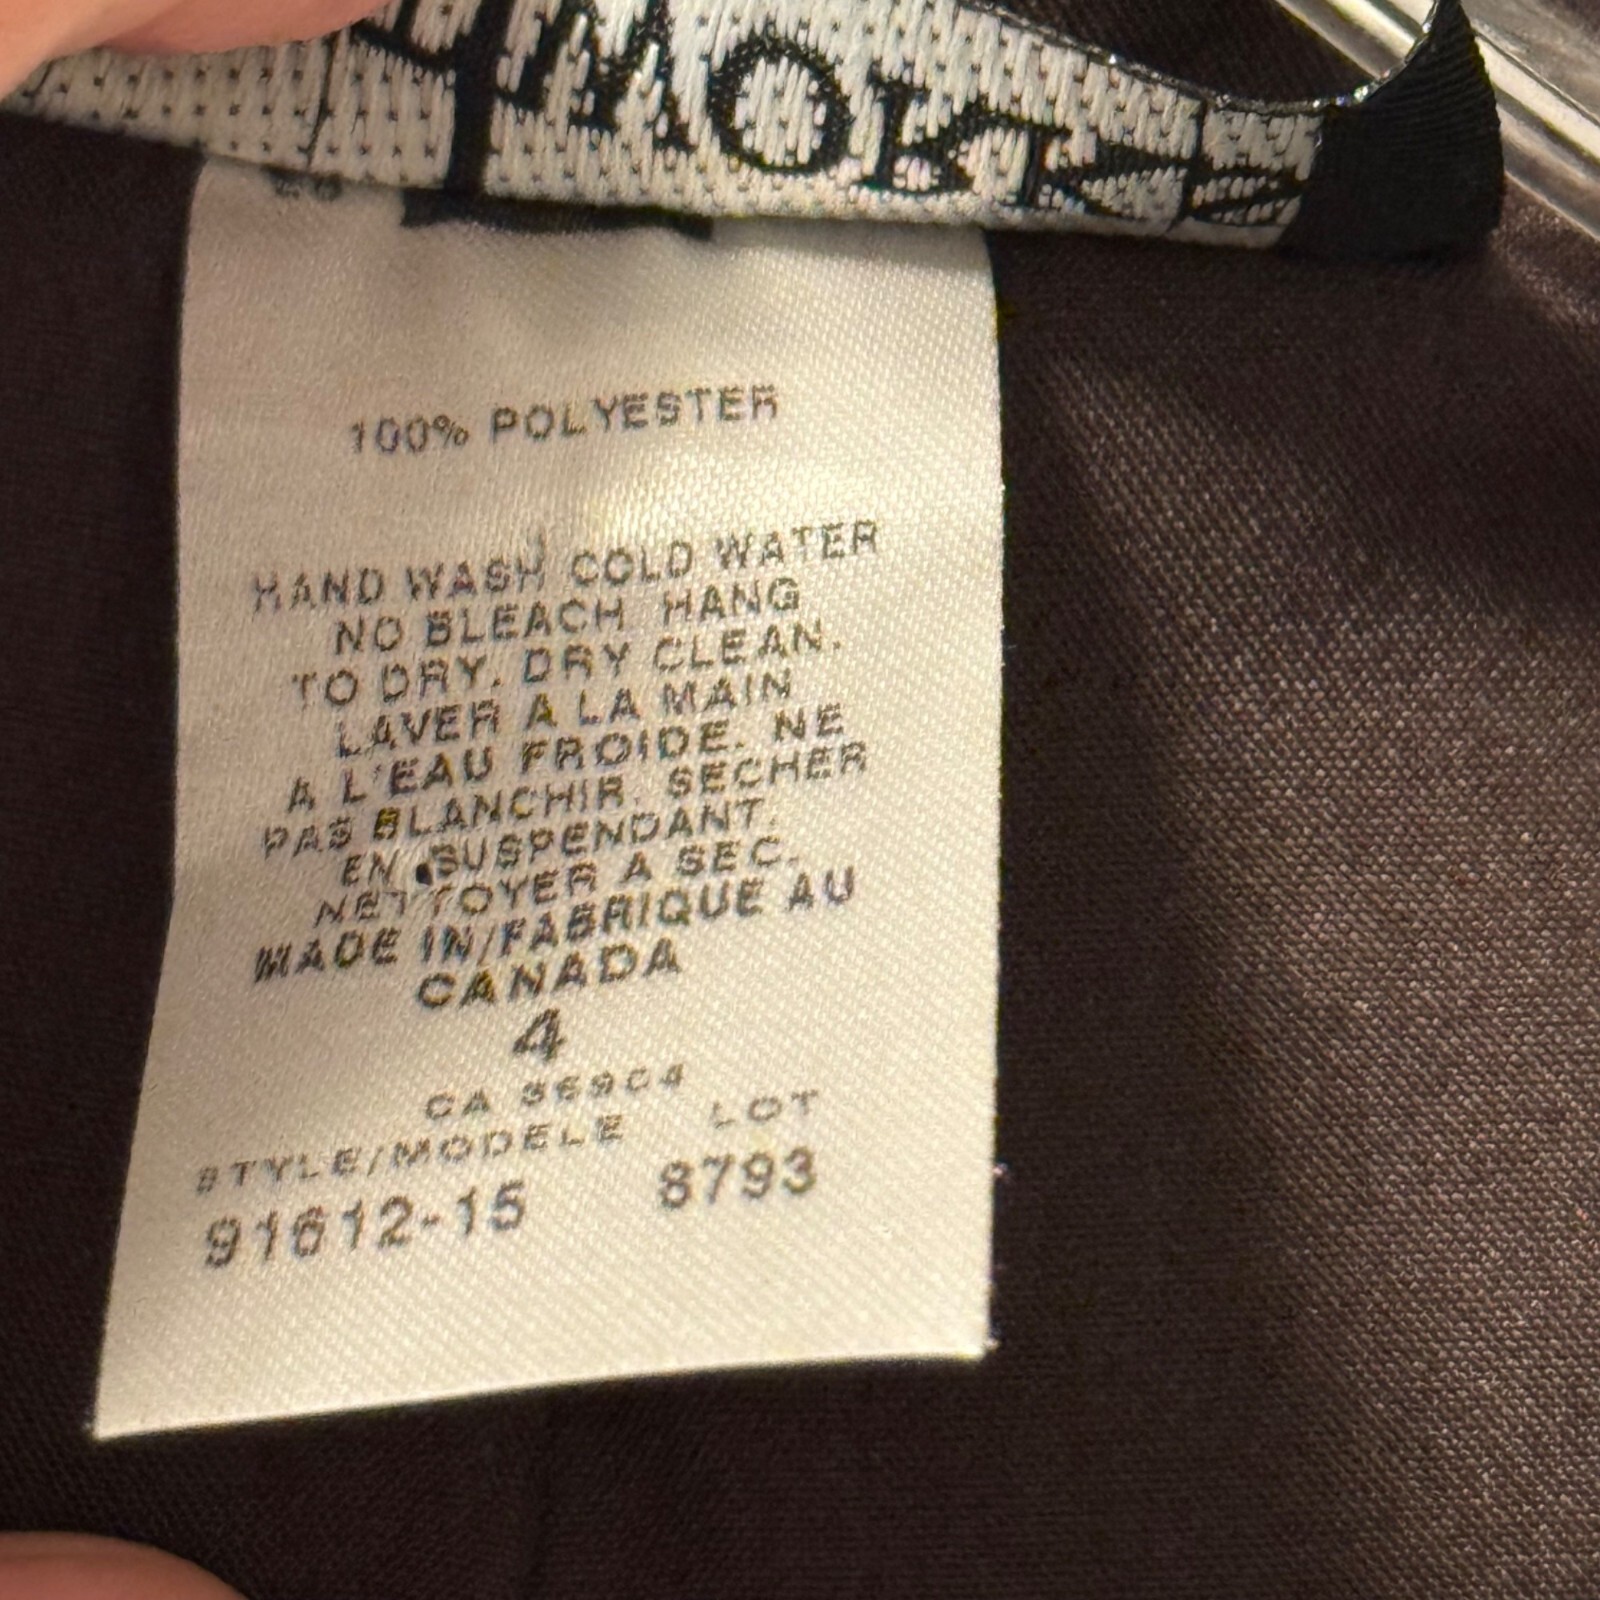 100% POLYESTER
HAND WASH COLD WATER
NO BLEACH HANG
TO DRY. DRY CLEAN.
LAVER A LA MAIN
A L'EAU FROIDE. NE
PAS BLANCHIR. SECHER
EN SUSPENDANT.
NETTOYER A SEC.
MADE IN/FABRIQUE AU
CANADA
4
CA 36904
STYLE/MODELE LOT
91612-15 8793